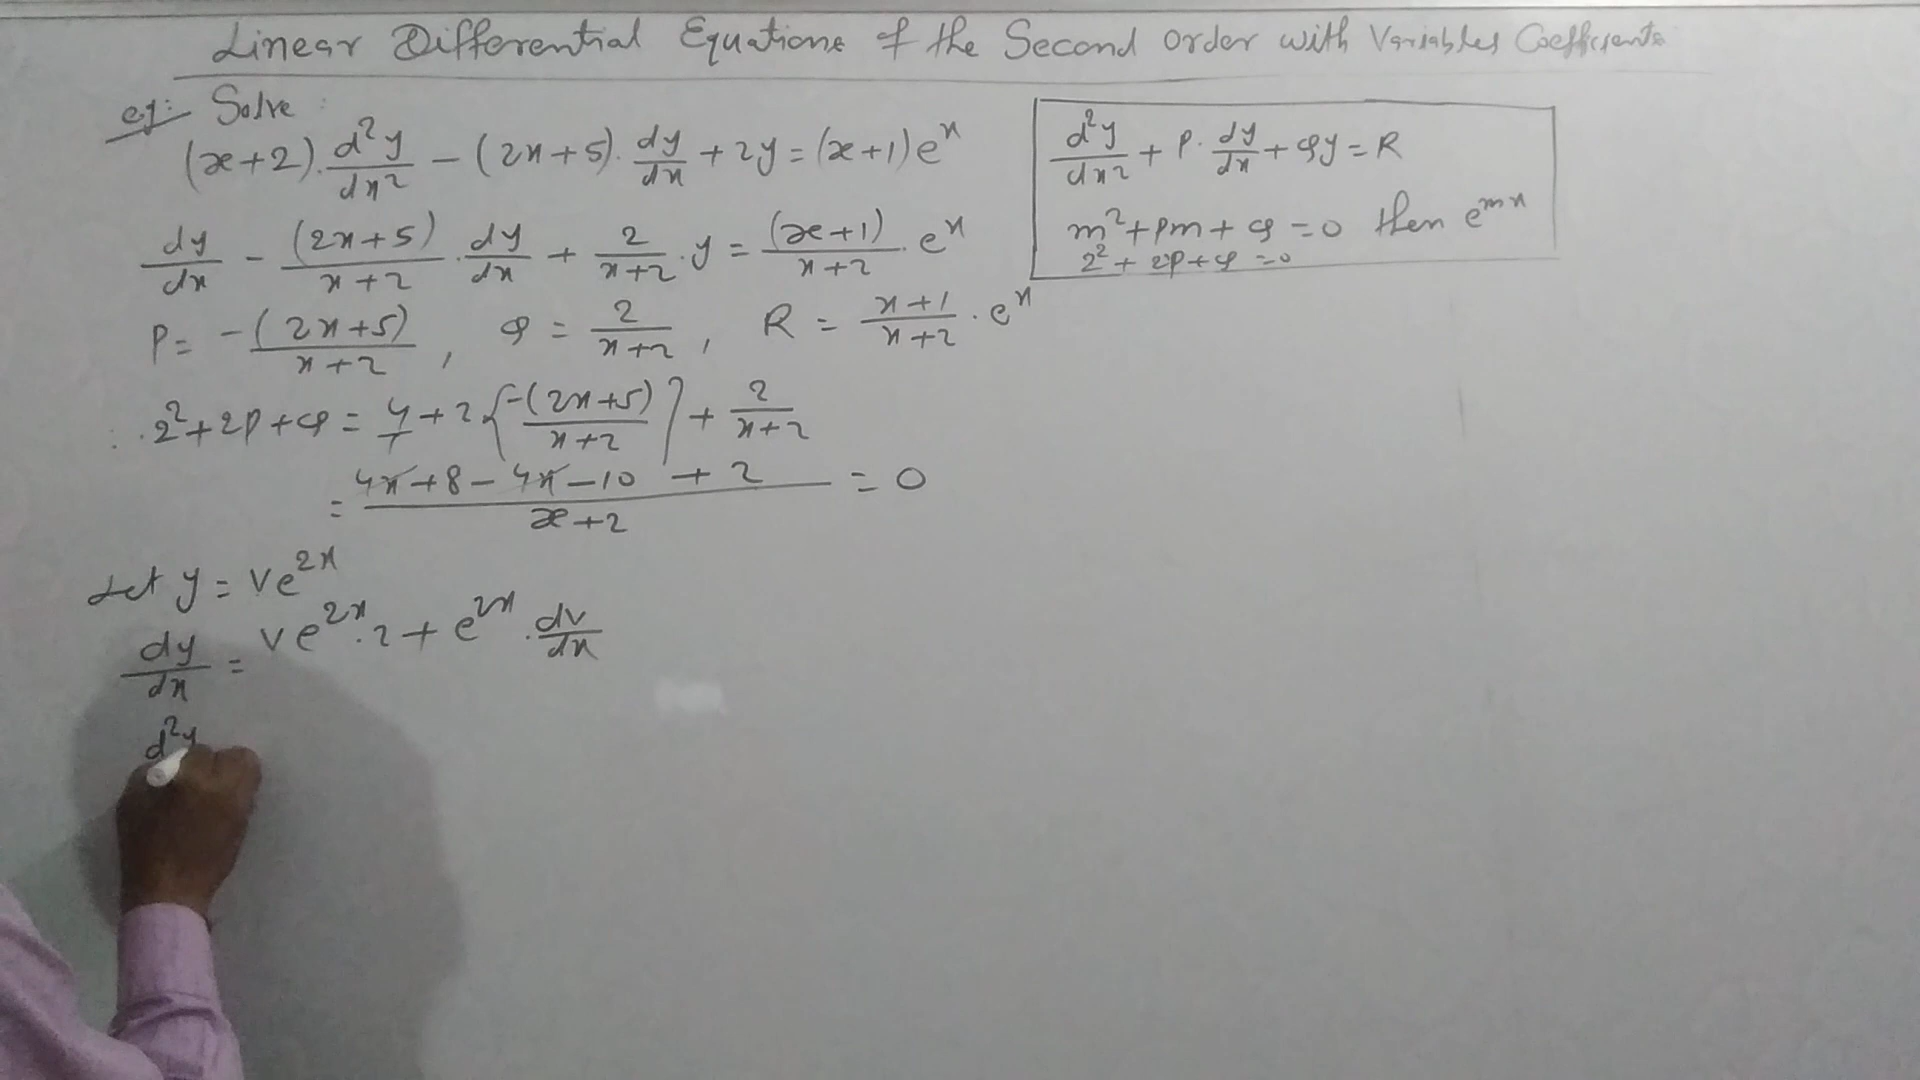 Linear Differential Equations of the Second Order with Variables Coefficients
eg:- Solve :
(x+2).d²y/dx² - (2x+5).dy/dx + 2y = (x+1)e^x
dy/dx - (2x+5)/x+2 . dy/dx + 2/x+2 . y = (x+1)/x+2 . e^x
P = -(2x+5)/x+2 , Q = 2/x+2 , R = x+1/x+2 . e^x
∴ 2²+2P+Q = 4/1 + 2{-(2x+5)/x+2} + 2/x+2
= 4x+8-4x-10+2/x+2 = 0
Let y = ve^2x
dy/dx = ve^2x.2 + e^2x.dv/dx
d²y
d²y/dx² + P.dy/dx + Qy = R
m²+Pm+Q=0 then e^mx
2²+2P+Q=0